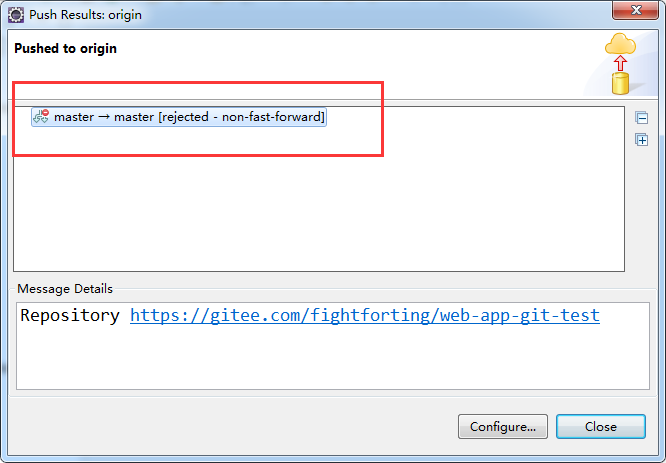 Push Results: origin
Pushed to origin
master → master [rejected - non-fast-forward]
Message Details
Repository https://gitee.com/fightforting/web-app-git-test
Configure... Close